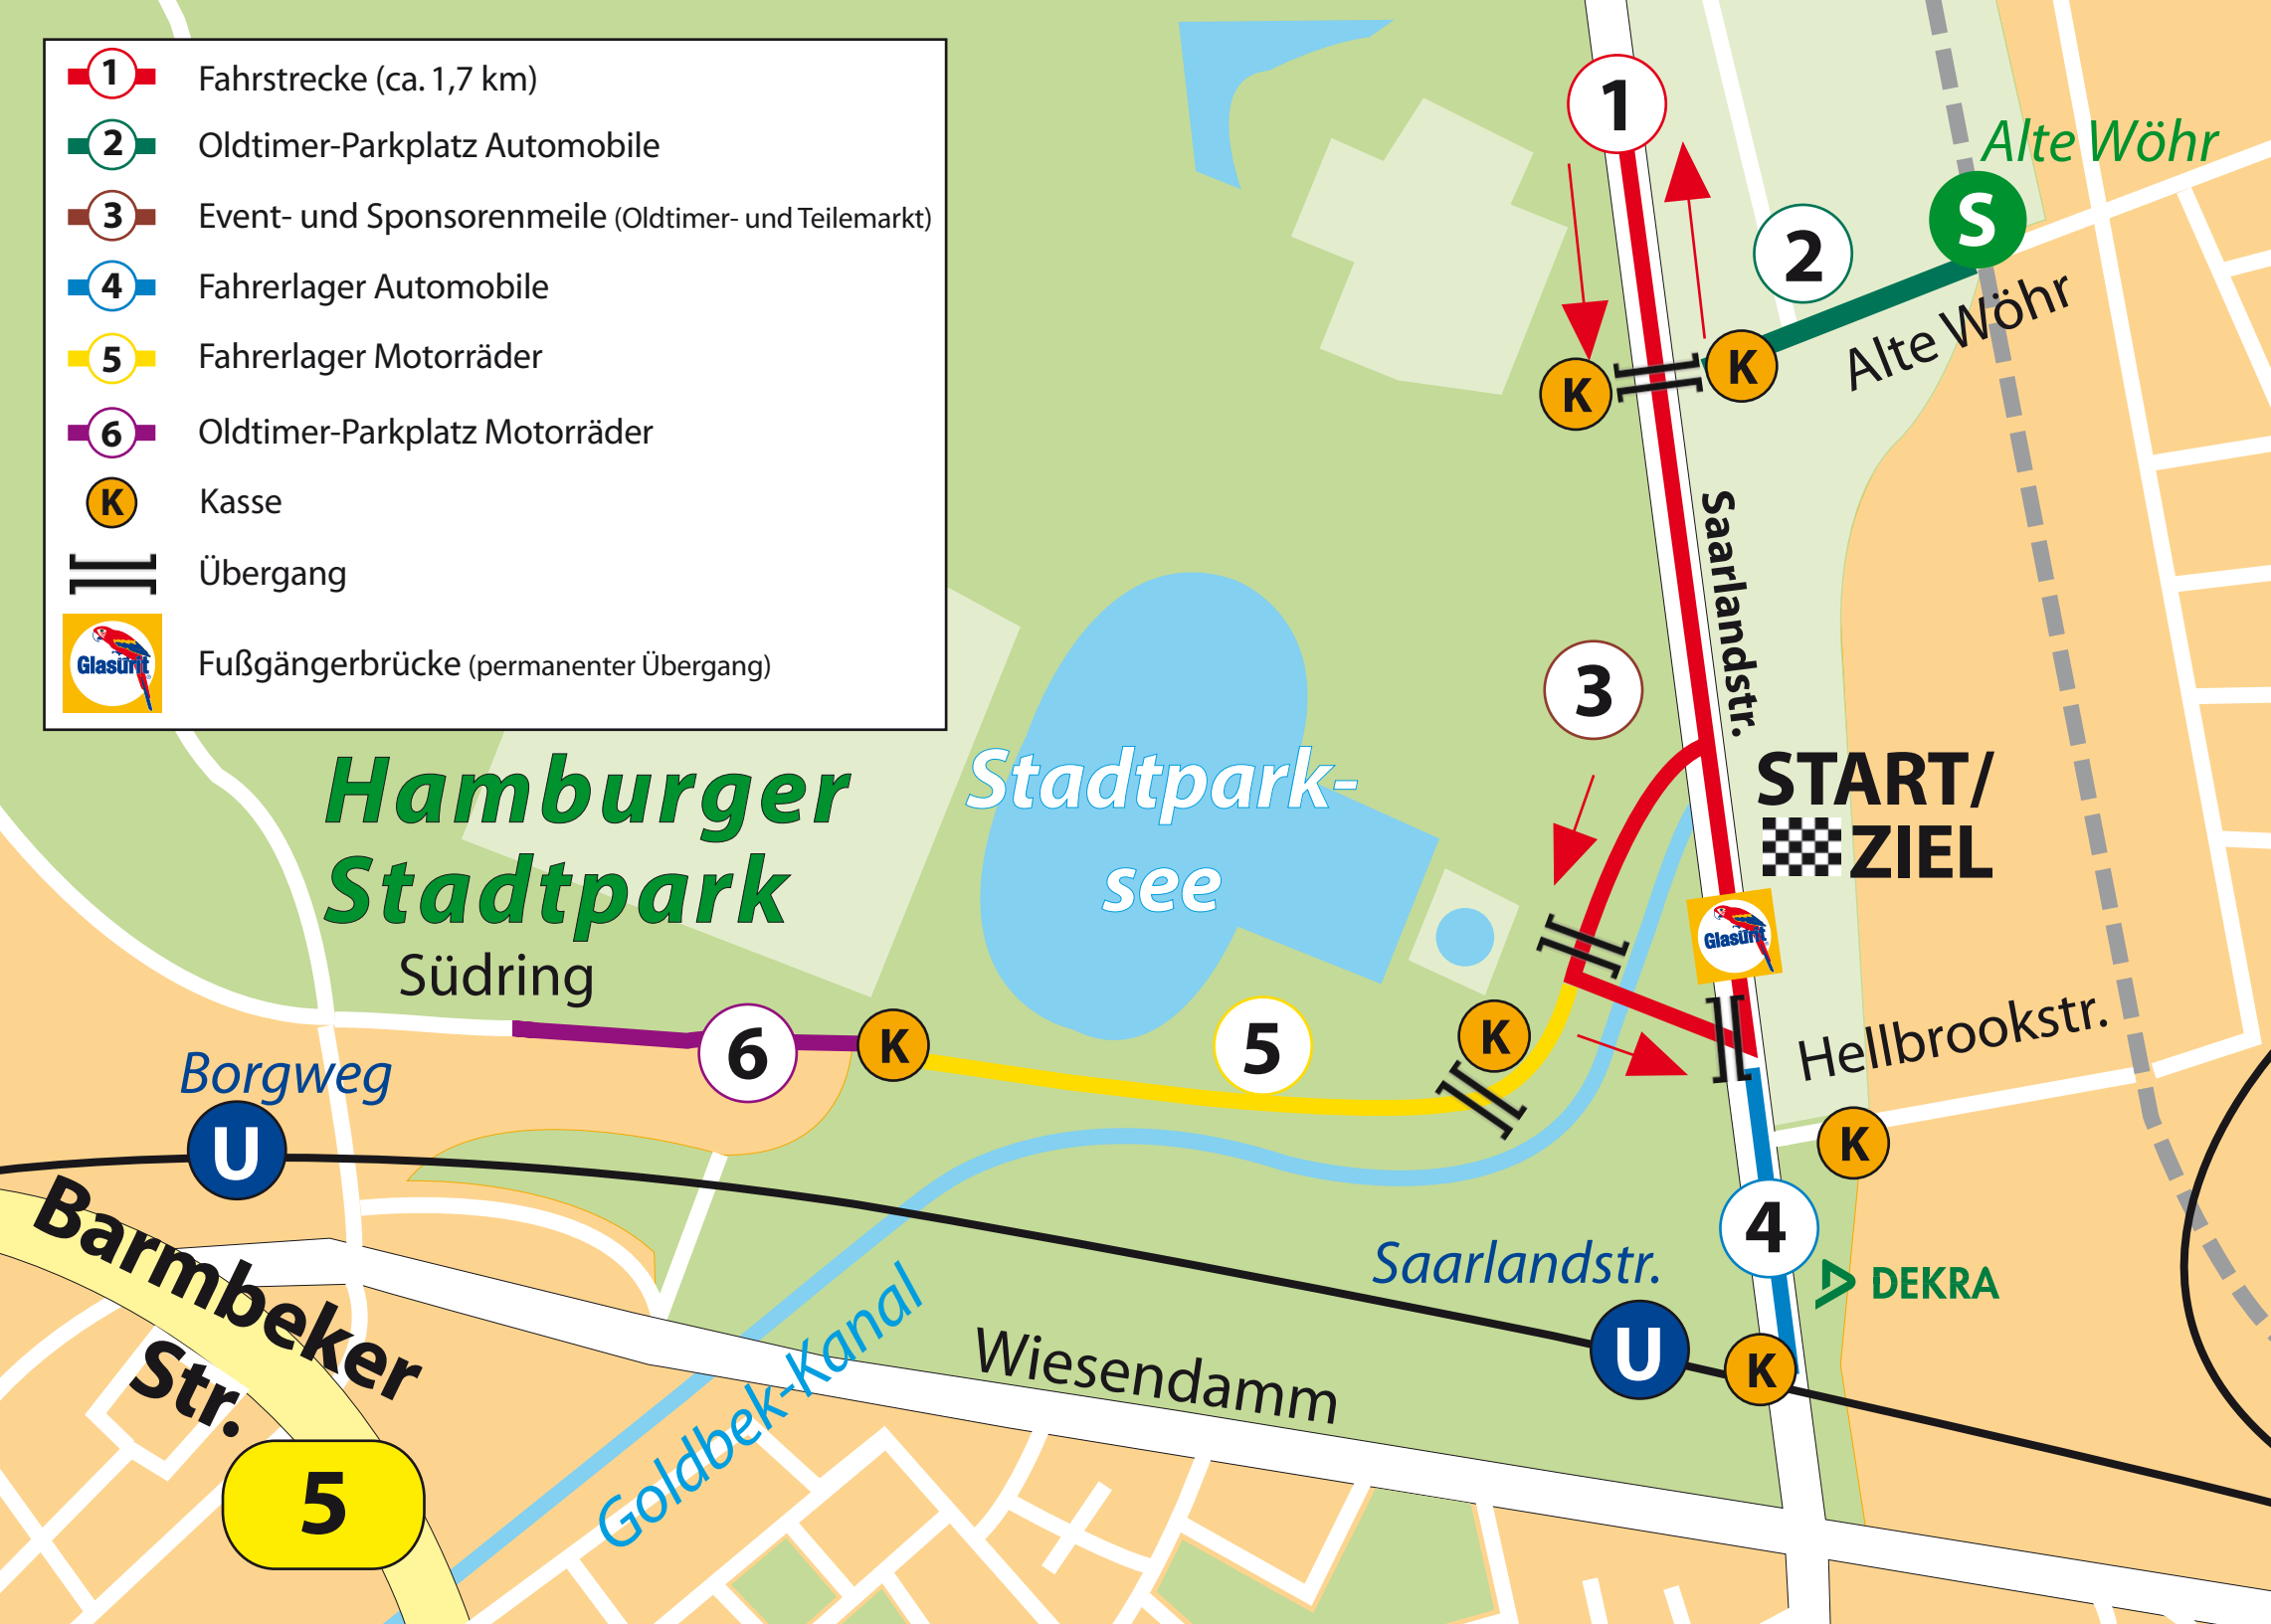 1 Fahrstrecke (ca. 1,7 km)
2 Oldtimer-Parkplatz Automobile
3 Event- und Sponsorenmeile (Oldtimer- und Teilemarkt)
4 Fahrerlager Automobile
5 Fahrerlager Motorräder
6 Oldtimer-Parkplatz Motorräder
K Kasse
Übergang
Glasurit Fußgängerbrücke (permanenter Übergang)
1
Alte Wöhr
S
2
Alte Wöhr
K
K
Saarlandstr.
3
START/
ZIEL
Hamburger
Stadtpark
Stadtpark-
see
Glasurit
Südring
6
K
5
K
Hellbrookstr.
K
Borgweg
U
4
Saarlandstr.
DEKRA
U
K
Barmbeker
Str.
5
Goldbek-Kanal
Wiesendamm